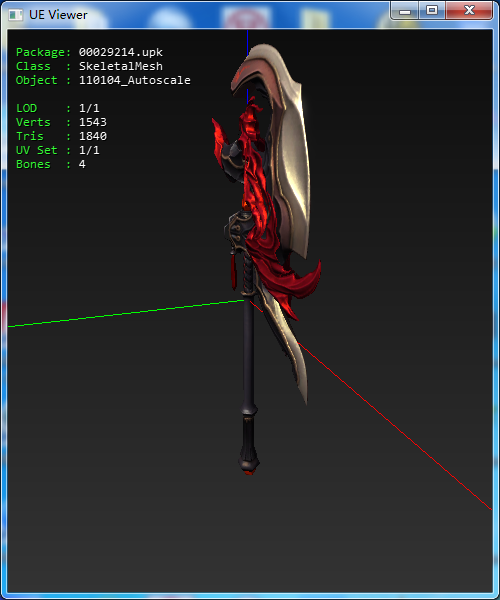 UE Viewer
Package: 00029214.upk
Class : SkeletalMesh
Object : 110104_Autoscale
LOD : 1/1
Verts : 1543
Tris : 1840
UV Set : 1/1
Bones : 4